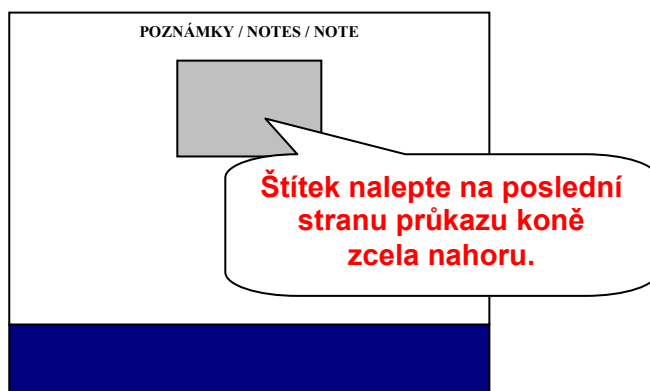 POZNÁMKY / NOTES / NOTE
Štítek nalepte na poslední
stranu průkazu koně
zcela nahoru.